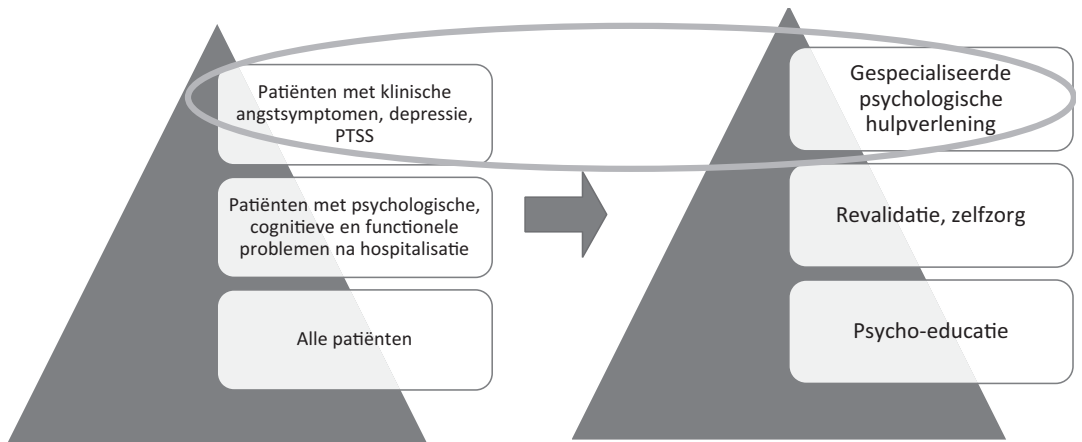 Patiënten met klinische
angstsymptomen, depressie,
PTSS
Patiënten met psychologische,
cognitieve en functionele
problemen na hospitalisatie
Alle patiënten
Gespecialiseerde
psychologische
hulpverlening
Revalidatie, zelfzorg
Psycho-educatie